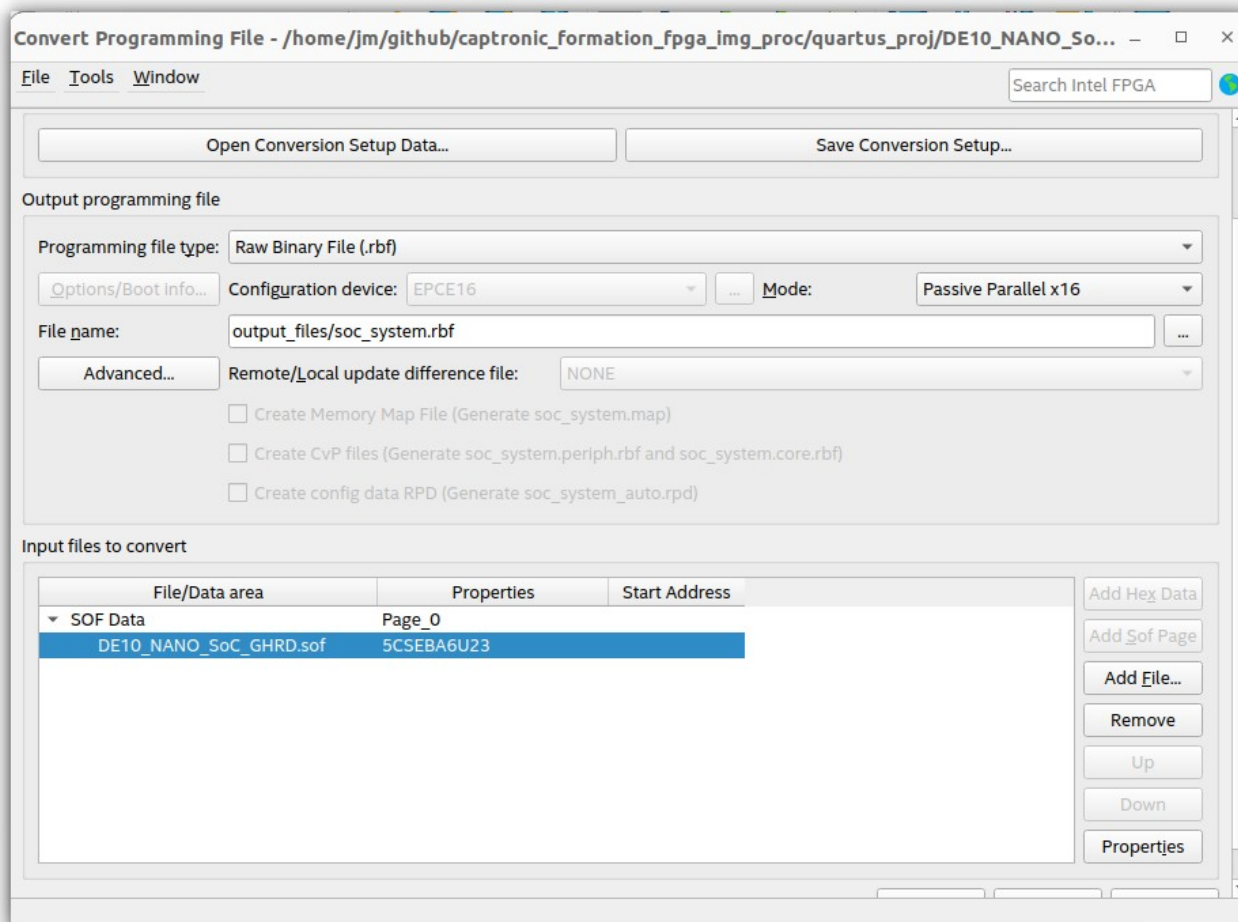 Convert Programming File - /home/jm/github/captronic_formation_fpga_img_proc/quartus_proj/DE10_NANO_So...
File Tools Window Search Intel FPGA
Open Conversion Setup Data... Save Conversion Setup...
Output programming file
Programming file type: Raw Binary File (.rbf)
Options/Boot info... Configuration device: EPCE16 ... Mode: Passive Parallel x16
File name: output_files/soc_system.rbf ...
Advanced... Remote/Local update difference file: NONE
Create Memory Map File (Generate soc_system.map)
Create CvP files (Generate soc_system.periph.rbf and soc_system.core.rbf)
Create config data RPD (Generate soc_system_auto.rpd)
Input files to convert
File/Data area Properties Start Address Add Hex Data
SOF Data Page_0 Add Sof Page
DE10_NANO_SoC_GHRD.sof 5CSEBA6U23
Add File...
Remove
Up
Down
Properties